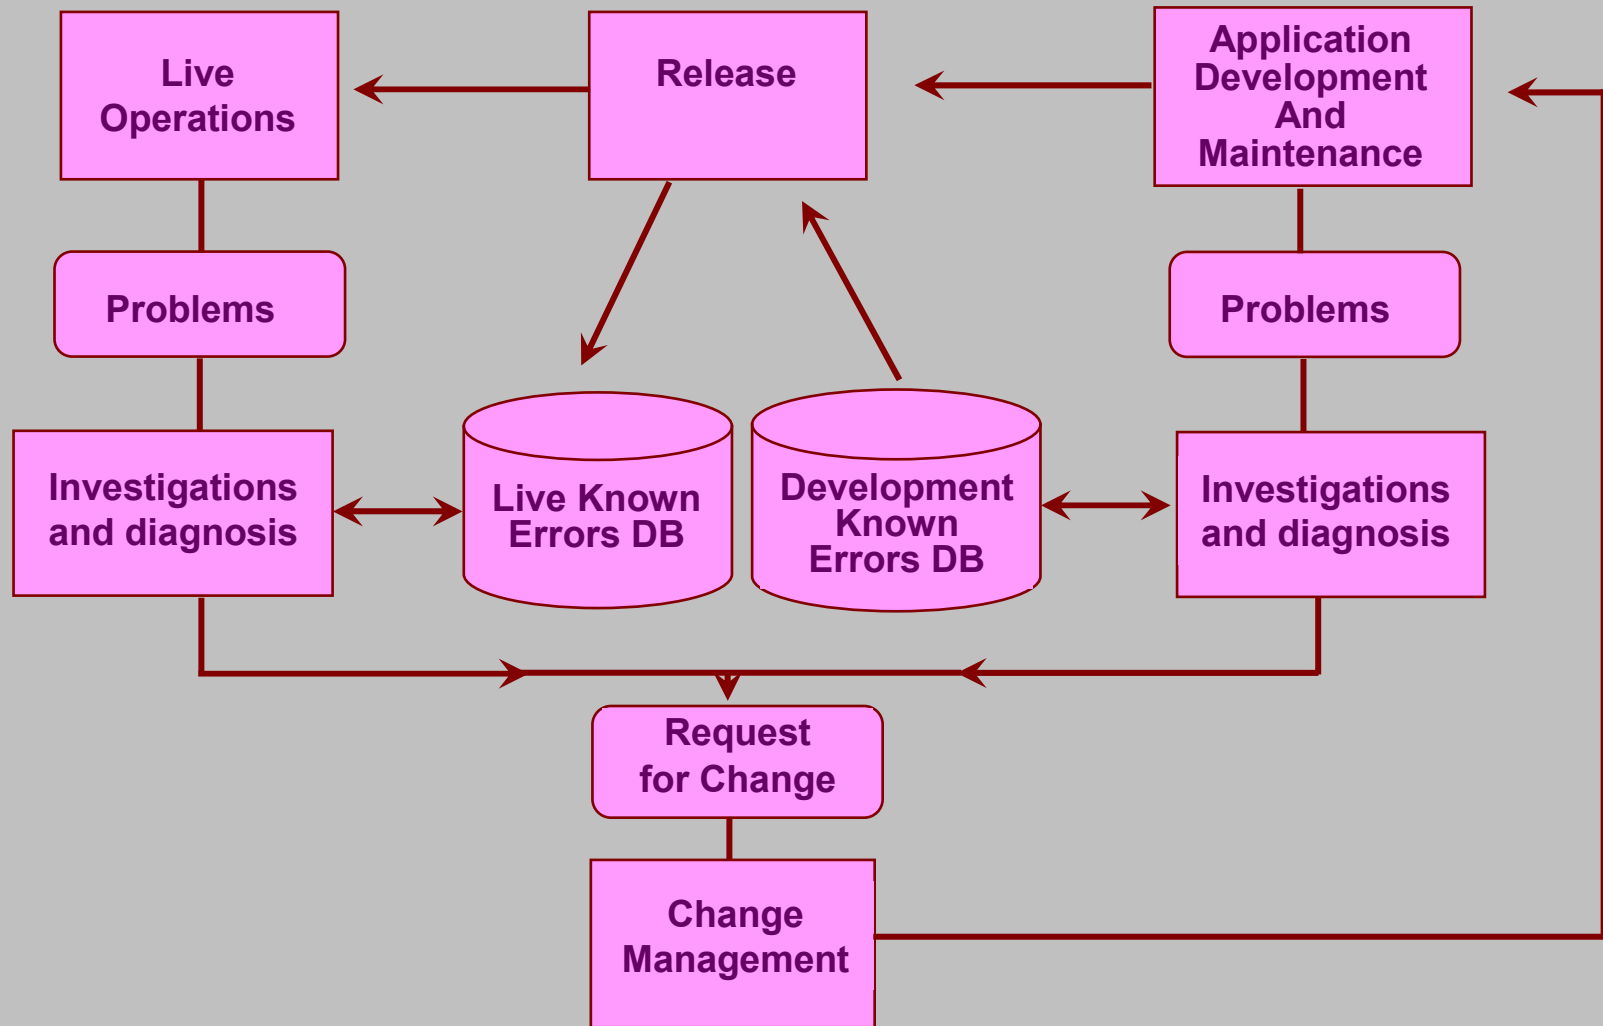 Live
Operations
Release
Application
Development
And
Maintenance
Problems
Problems
Investigations
and diagnosis
Live Known
Errors DB
Development
Known
Errors DB
Investigations
and diagnosis
Request
for Change
Change
Management